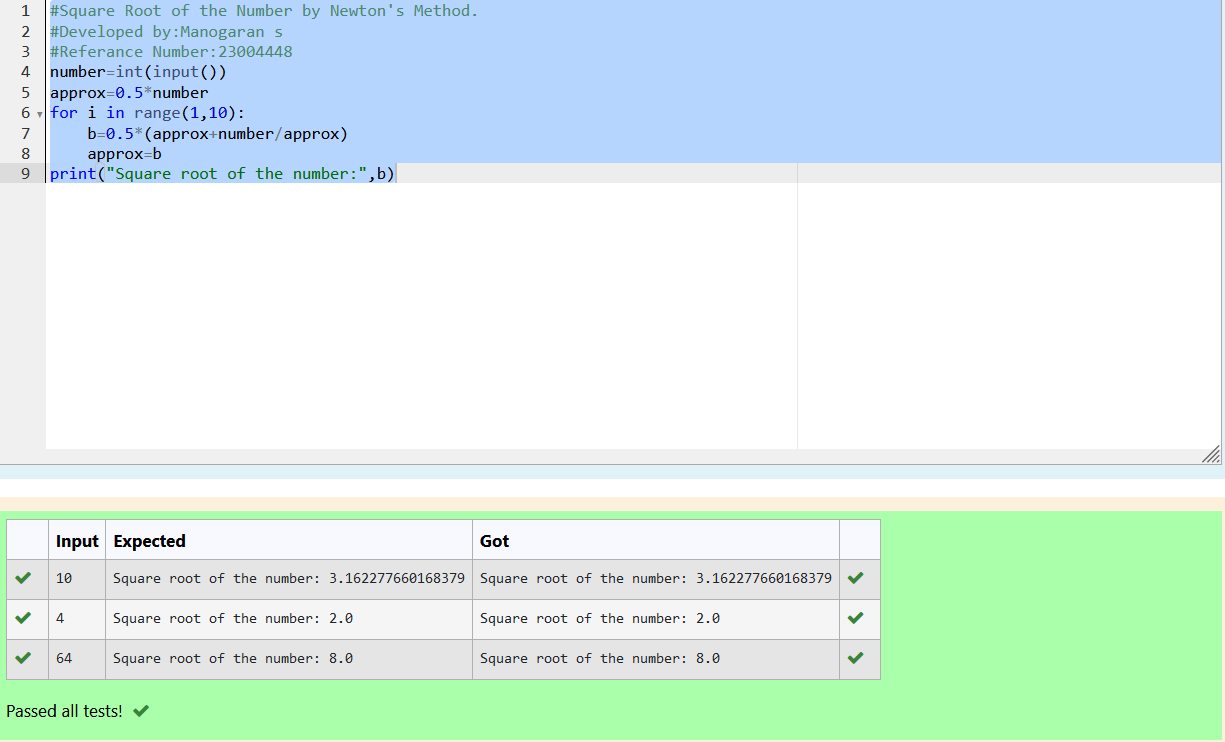 1 #Square Root of the Number by Newton's Method.
2 #Developed by:Manogaran s
3 #Referance Number:23004448
4 number=int(input())
5 approx=0.5*number
6 for i in range(1,10):
7     b=0.5*(approx+number/approx)
8     approx=b
9 print("Square root of the number:",b)
Input Expected Got
10 Square root of the number: 3.162277660168379 Square root of the number: 3.162277660168379
4 Square root of the number: 2.0 Square root of the number: 2.0
64 Square root of the number: 8.0 Square root of the number: 8.0
Passed all tests!